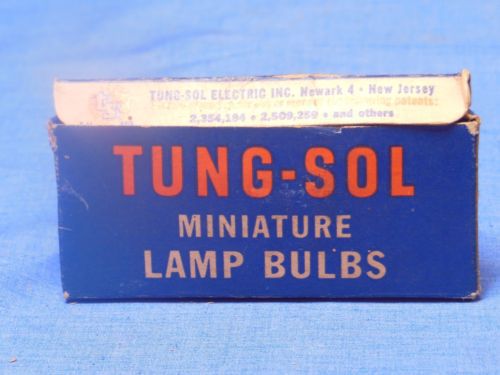 TUNG-SOL ELECTRIC INC. Newark 4 • New Jersey
patents:
2,354,194 • 2,509,259 • and others
TUNG-SOL
MINIATURE
LAMP BULBS